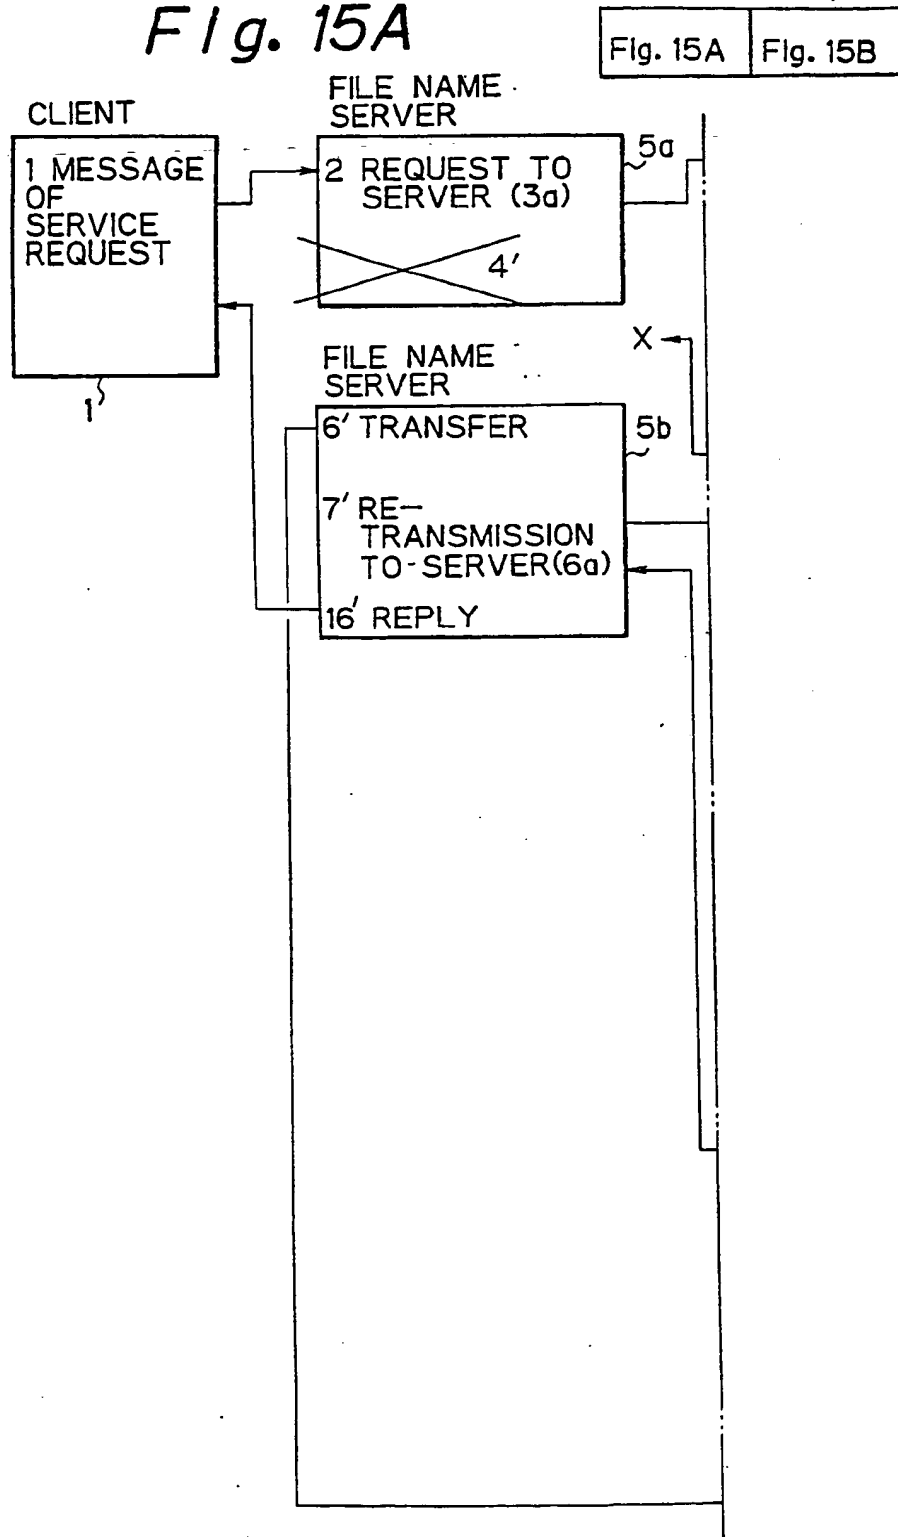 FIg. 15A
FIg. 15A FIg. 15B
CLIENT
1 MESSAGE
OF
SERVICE
REQUEST
1'
FILE NAME
SERVER
2 REQUEST TO
SERVER (3a)
4'
5a
X
FILE NAME
SERVER
6' TRANSFER
7' RE-
TRANSMISSION
TO-SERVER(6a)
16' REPLY
5b